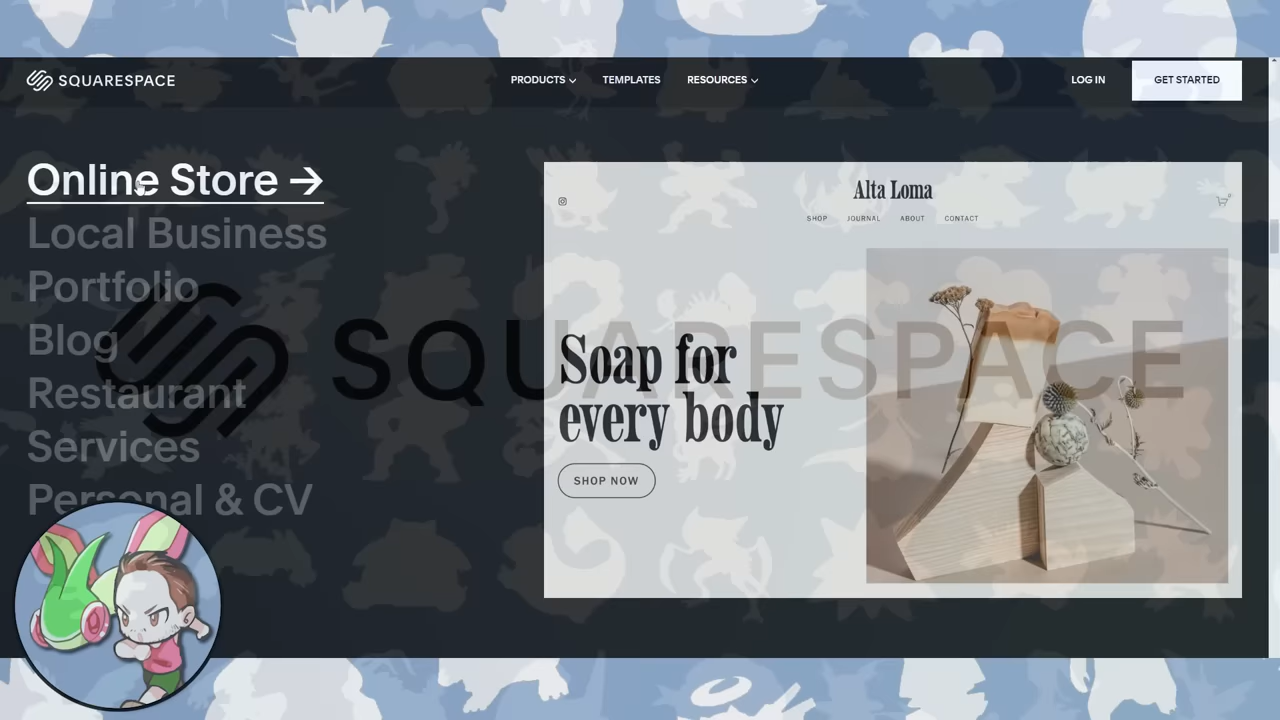 SQUARESPACE
PRODUCTS TEMPLATES RESOURCES
LOG IN
GET STARTED
Online Store →
Local Business
Portfolio
Blog
Restaurant
Services
Personal & CV
SQUARESPACE
Alta Loma
SHOP JOURNAL ABOUT CONTACT
Soap for
every body
SHOP NOW